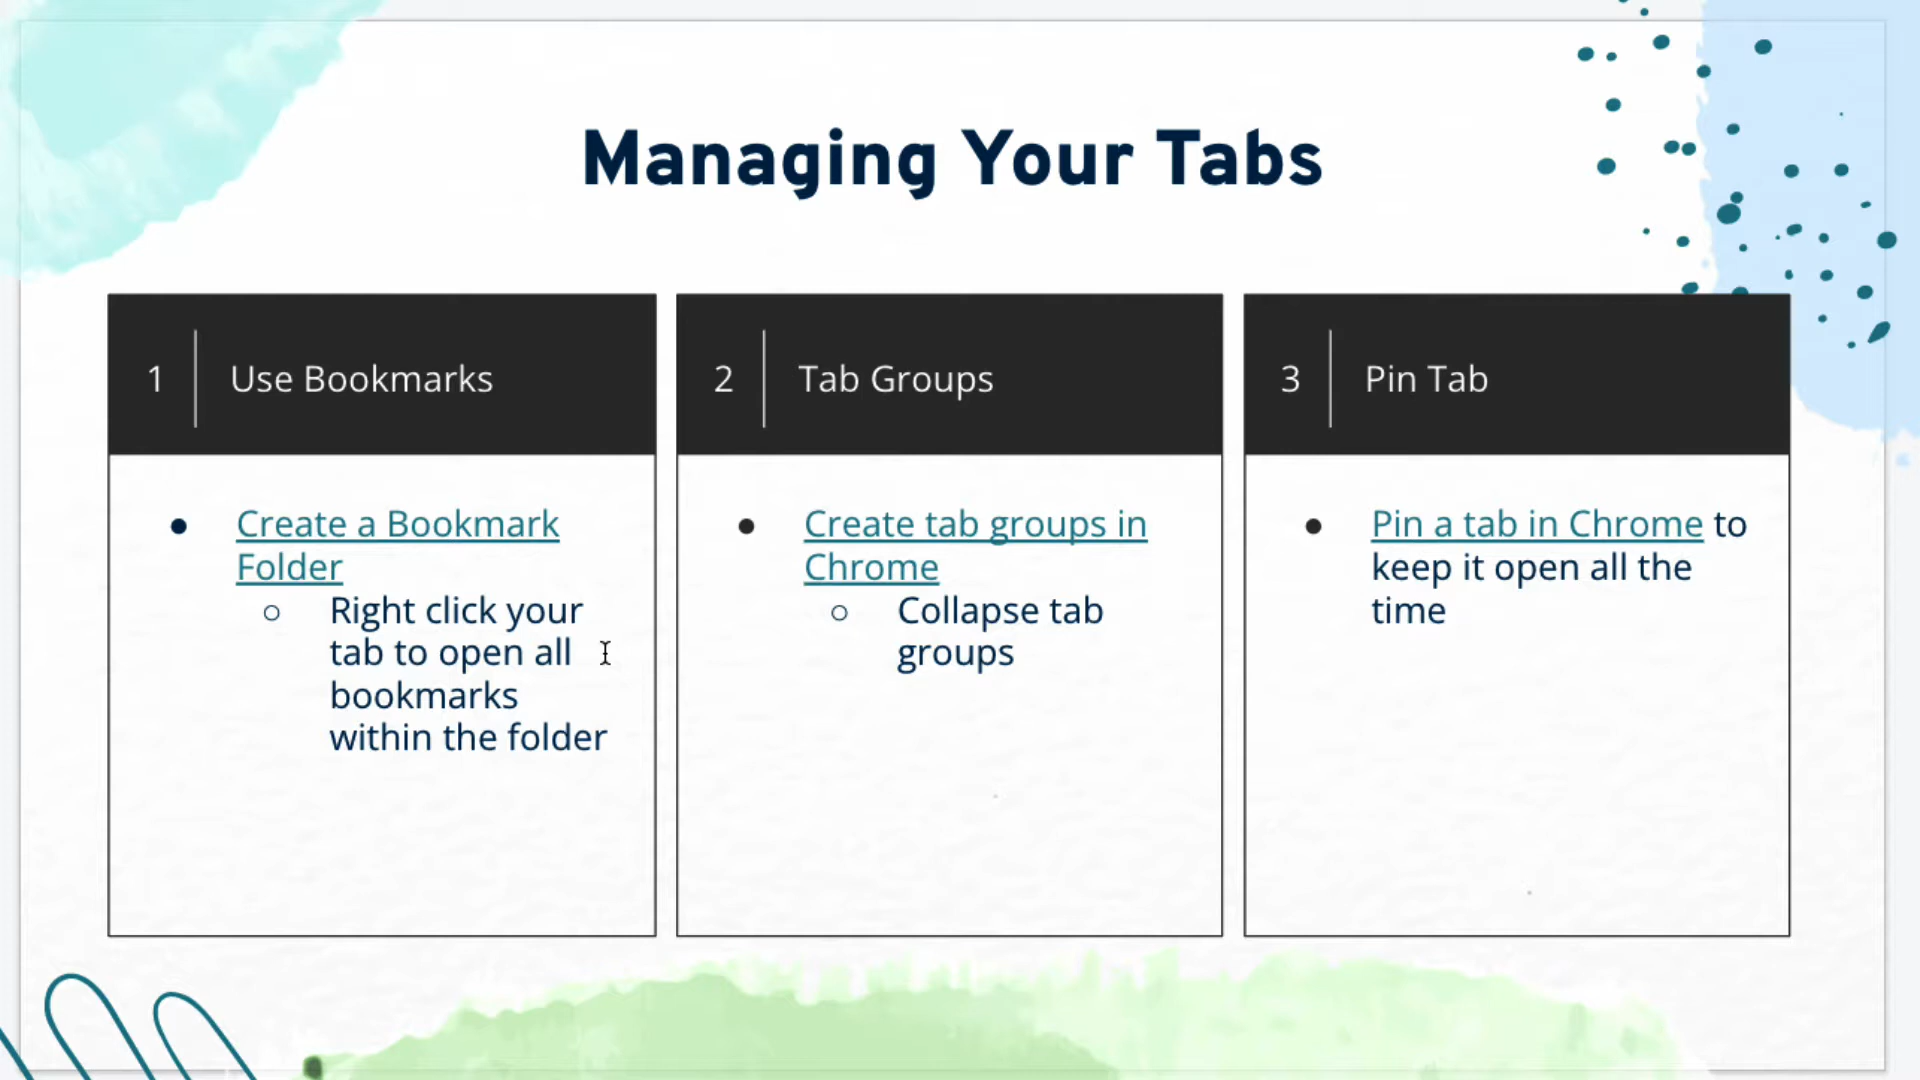 Managing Your Tabs
1 Use Bookmarks
Create a Bookmark
Folder
Right click your
tab to open all
bookmarks
within the folder
2 Tab Groups
Create tab groups in
Chrome
Collapse tab
groups
3 Pin Tab
Pin a tab in Chrome to
keep it open all the
time